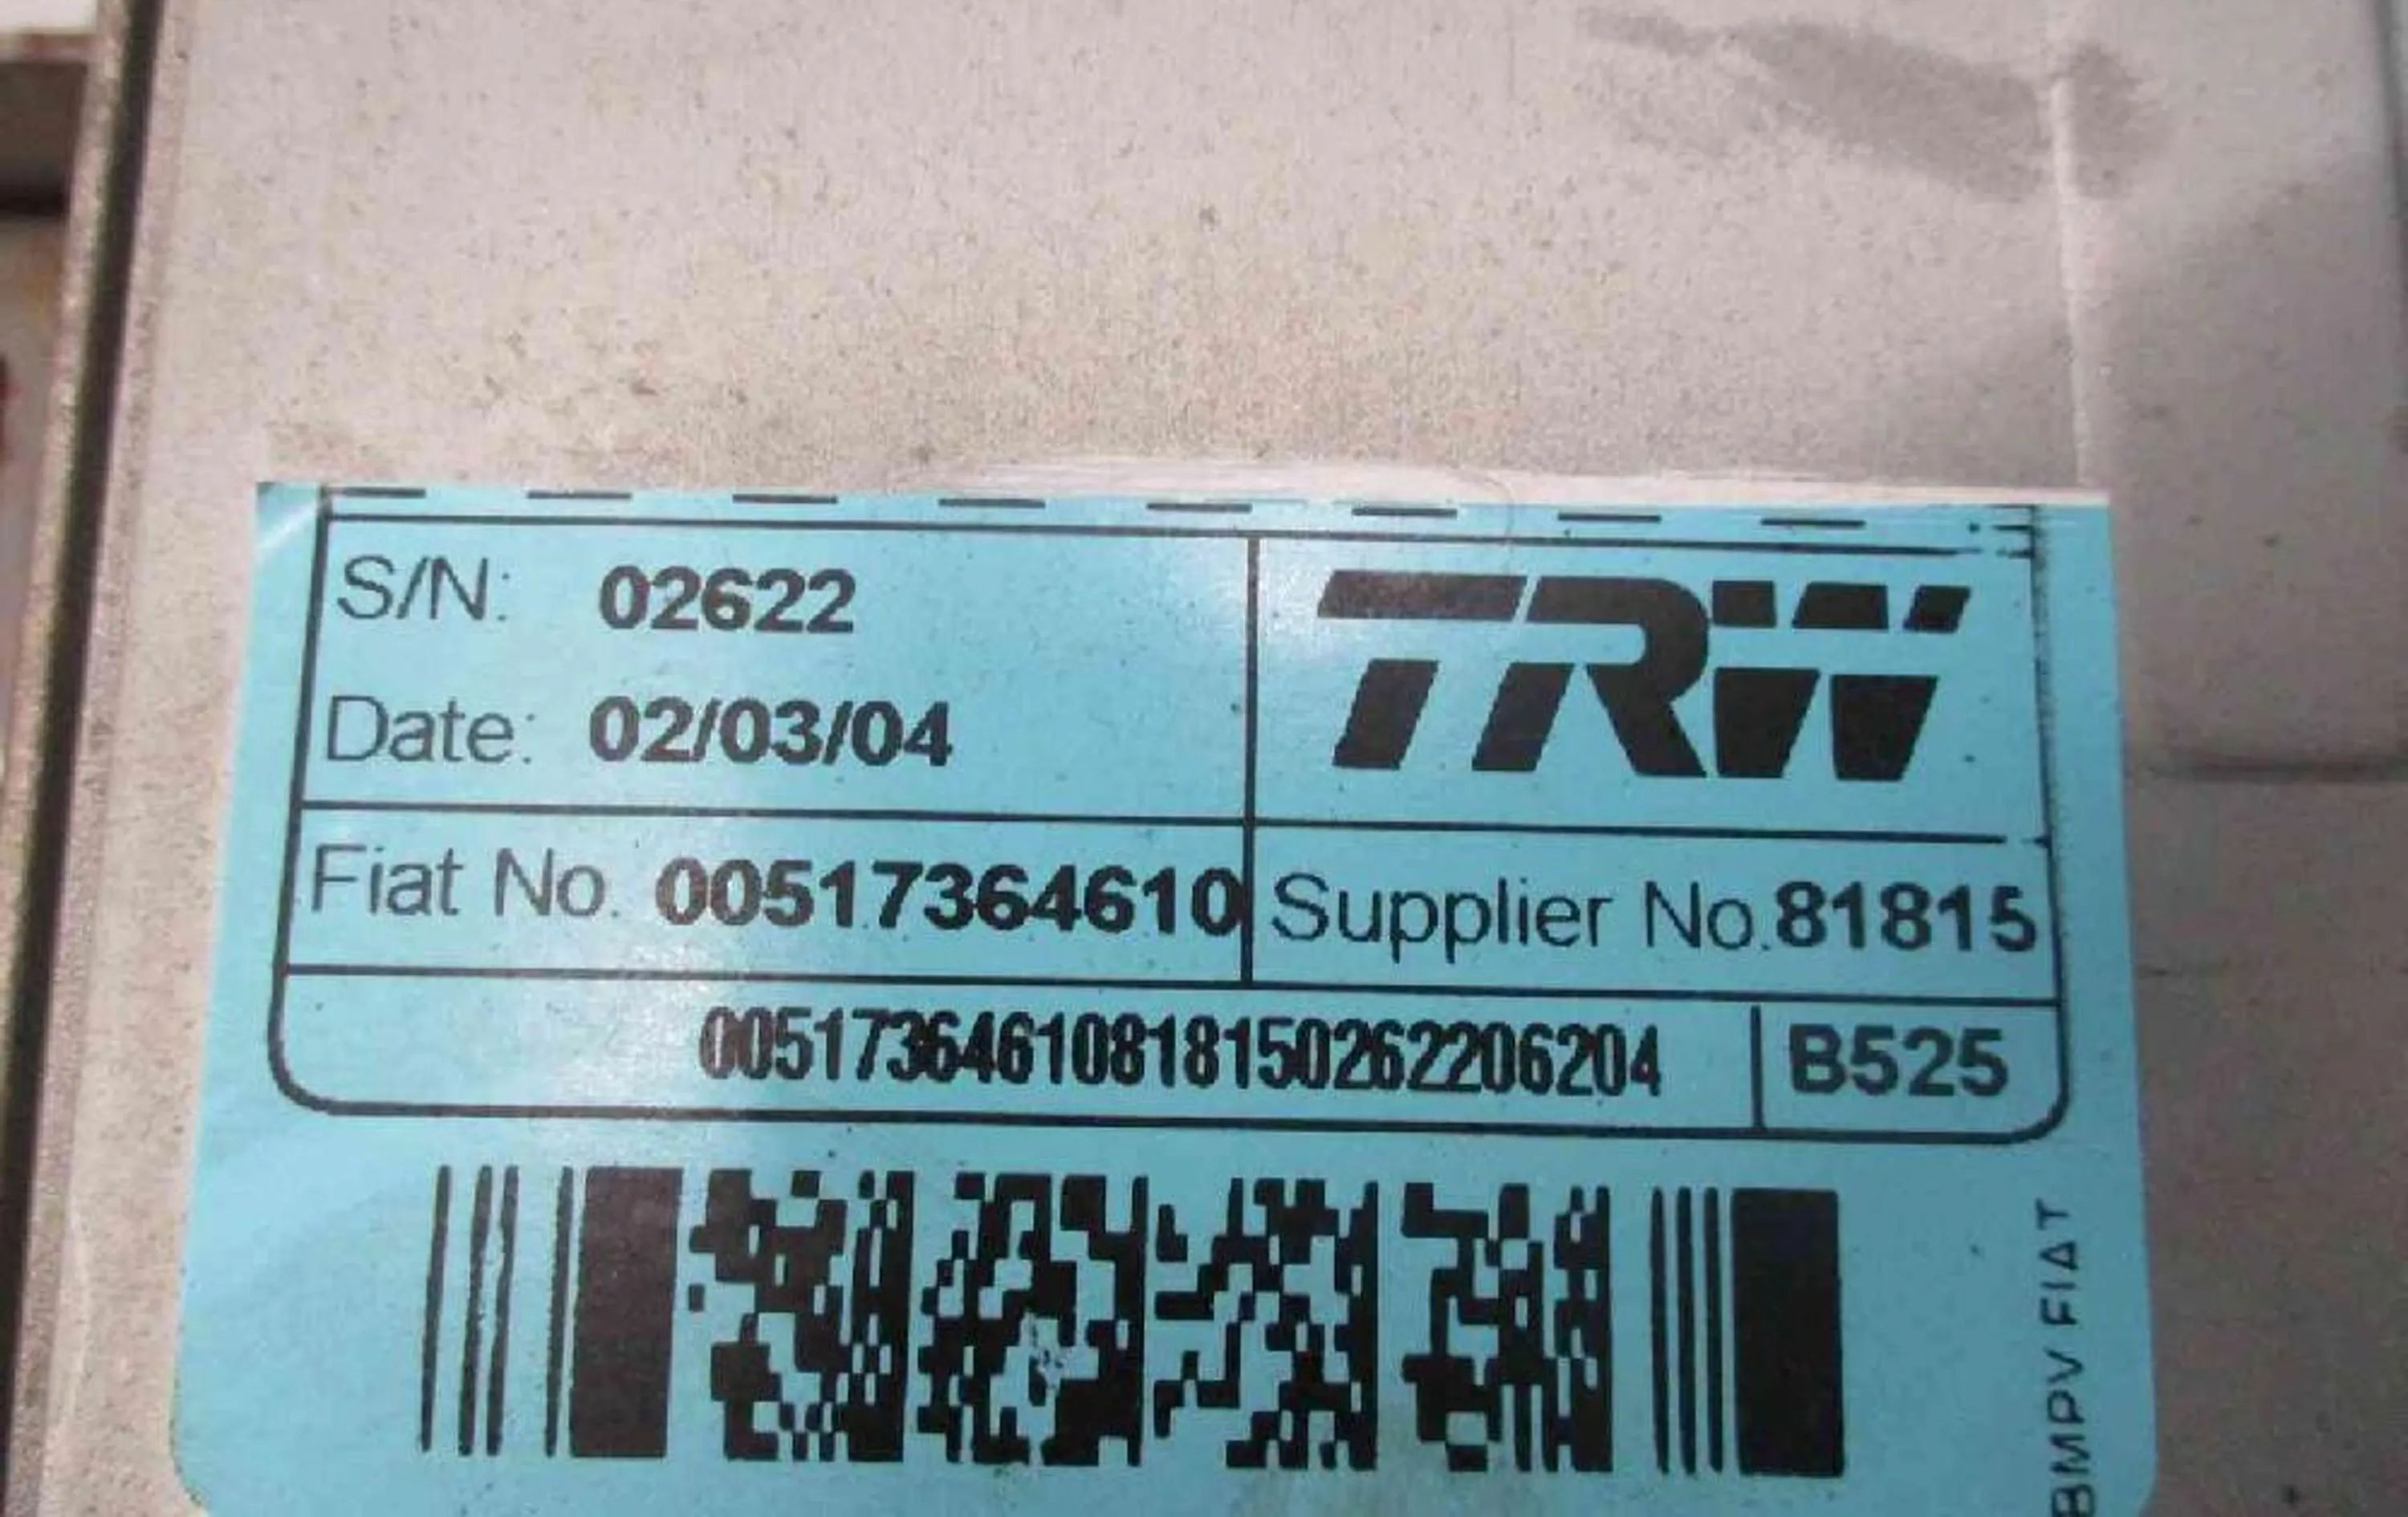 S/N: 02622
TRW
Date: 02/03/04
Fiat No. 00517364610
Supplier No. 81815
00517364610818150262206204
B525
BMPV FIAT